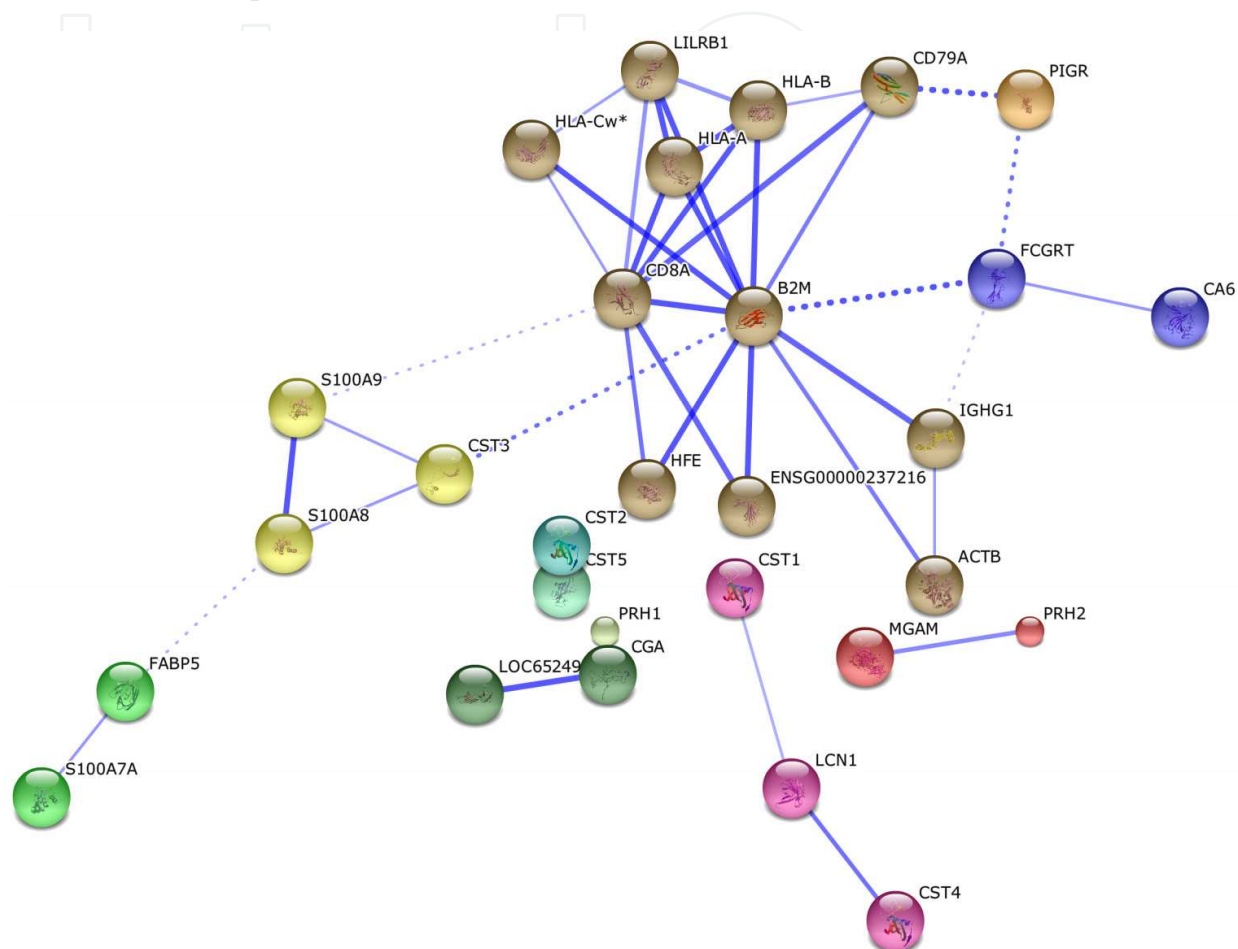 LILRB1
CD79A
PIGR
HLA-B
HLA-Cw*
HLA-A
FCGRT
CD8A
B2M
CA6
S100A9
IGHG1
CST3
HFE
ENSG00000237216
S100A8
CST2
CST5
CST1
ACTB
PRH1
MGAM
PRH2
CGA
FABP5
LOC65249
S100A7A
LCN1
CST4